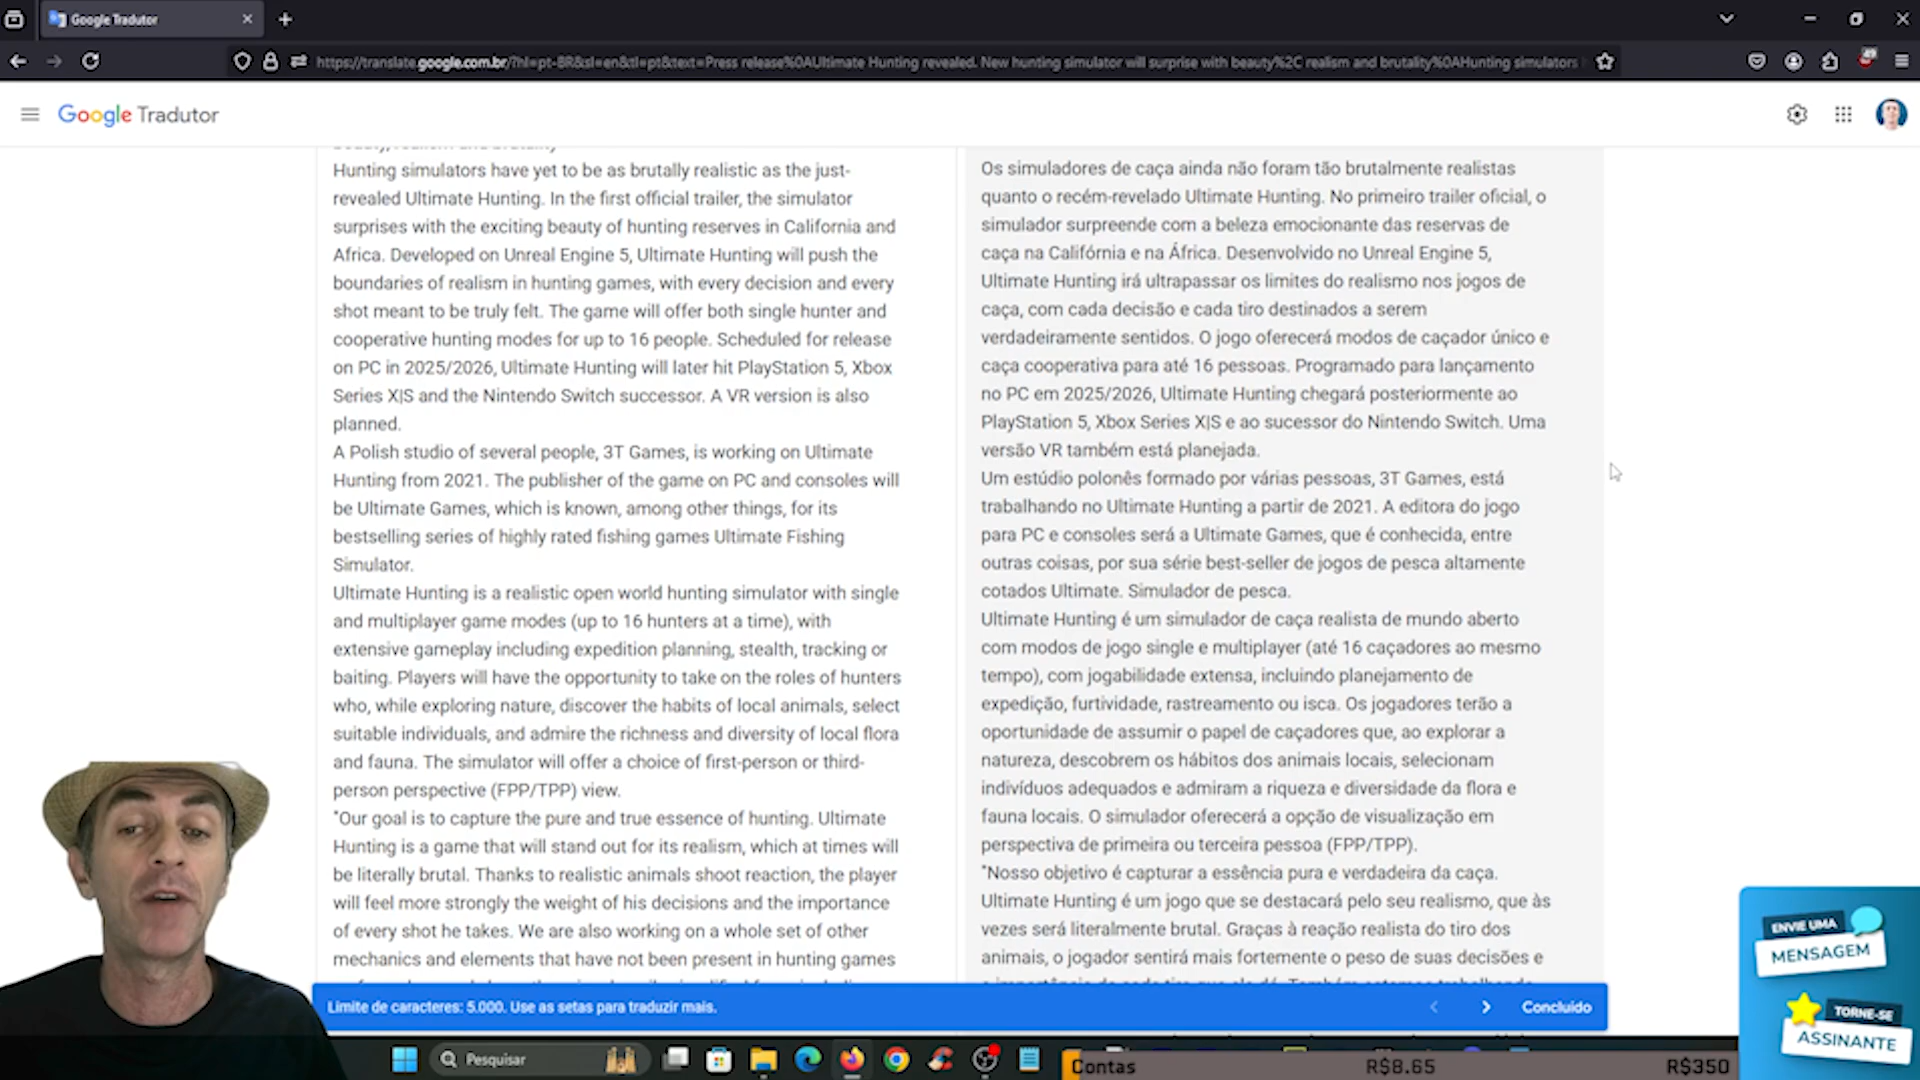 Google Tradutor
https://translate.google.com.br/?hl=pt-BR&sl=en&tl=pt&text=Press release%0AUltimate Hunting revealed. New hunting simulator will surprise with beauty%2C realism and brutality%0AHunting simulators
49
Google Tradutor
beauty, realism and brutality
Hunting simulators have yet to be as brutally realistic as the just-
revealed Ultimate Hunting. In the first official trailer, the simulator
surprises with the exciting beauty of hunting reserves in California and
Africa. Developed on Unreal Engine 5, Ultimate Hunting will push the
boundaries of realism in hunting games, with every decision and every
shot meant to be truly felt. The game will offer both single hunter and
cooperative hunting modes for up to 16 people. Scheduled for release
on PC in 2025/2026, Ultimate Hunting will later hit PlayStation 5, Xbox
Series X|S and the Nintendo Switch successor. A VR version is also
planned.
A Polish studio of several people, 3T Games, is working on Ultimate
Hunting from 2021. The publisher of the game on PC and consoles will
be Ultimate Games, which is known, among other things, for its
bestselling series of highly rated fishing games Ultimate Fishing
Simulator.
Ultimate Hunting is a realistic open world hunting simulator with single
and multiplayer game modes (up to 16 hunters at a time), with
extensive gameplay including expedition planning, stealth, tracking or
baiting. Players will have the opportunity to take on the roles of hunters
who, while exploring nature, discover the habits of local animals, select
suitable individuals, and admire the richness and diversity of local flora
and fauna. The simulator will offer a choice of first-person or third-
person perspective (FPP/TPP) view.
"Our goal is to capture the pure and true essence of hunting. Ultimate
Hunting is a game that will stand out for its realism, which at times will
be literally brutal. Thanks to realistic animals shoot reaction, the player
will feel more strongly the weight of his decisions and the importance
of every shot he takes. We are also working on a whole set of other
mechanics and elements that have not been present in hunting games
Os simuladores de caça ainda não foram tão brutalmente realistas
quanto o recém-revelado Ultimate Hunting. No primeiro trailer oficial, o
simulador surpreende com a beleza emocionante das reservas de
caça na Califórnia e na África. Desenvolvido no Unreal Engine 5,
Ultimate Hunting irá ultrapassar os limites do realismo nos jogos de
caça, com cada decisão e cada tiro destinados a serem
verdadeiramente sentidos. O jogo oferecerá modos de caçador único e
caça cooperativa para até 16 pessoas. Programado para lançamento
no PC em 2025/2026, Ultimate Hunting chegará posteriormente ao
PlayStation 5, Xbox Series X|S e ao sucessor do Nintendo Switch. Uma
versão VR também está planejada.
Um estúdio polonês formado por várias pessoas, 3T Games, está
trabalhando no Ultimate Hunting a partir de 2021. A editora do jogo
para PC e consoles será a Ultimate Games, que é conhecida, entre
outras coisas, por sua série best-seller de jogos de pesca altamente
cotados Ultimate. Simulador de pesca.
Ultimate Hunting é um simulador de caça realista de mundo aberto
com modos de jogo single e multiplayer (até 16 caçadores ao mesmo
tempo), com jogabilidade extensa, incluindo planejamento de
expedição, furtividade, rastreamento ou isca. Os jogadores terão a
oportunidade de assumir o papel de caçadores que, ao explorar a
natureza, descobrem os hábitos dos animais locais, selecionam
indivíduos adequados e admiram a riqueza e diversidade da flora e
fauna locais. O simulador oferecerá a opção de visualização em
perspectiva de primeira ou terceira pessoa (FPP/TPP).
"Nosso objetivo é capturar a essência pura e verdadeira da caça.
Ultimate Hunting é um jogo que se destacará pelo seu realismo, que às
vezes será literalmente brutal. Graças à reação realista do tiro dos
animais, o jogador sentirá mais fortemente o peso de suas decisões e
Limite de caracteres: 5.000. Use as setas para traduzir mais.
Concluído
ENVIE UMA
MENSAGEM
TORNE-SE
ASSINANTE
Pesquisar
Contas
R$8.65
R$350